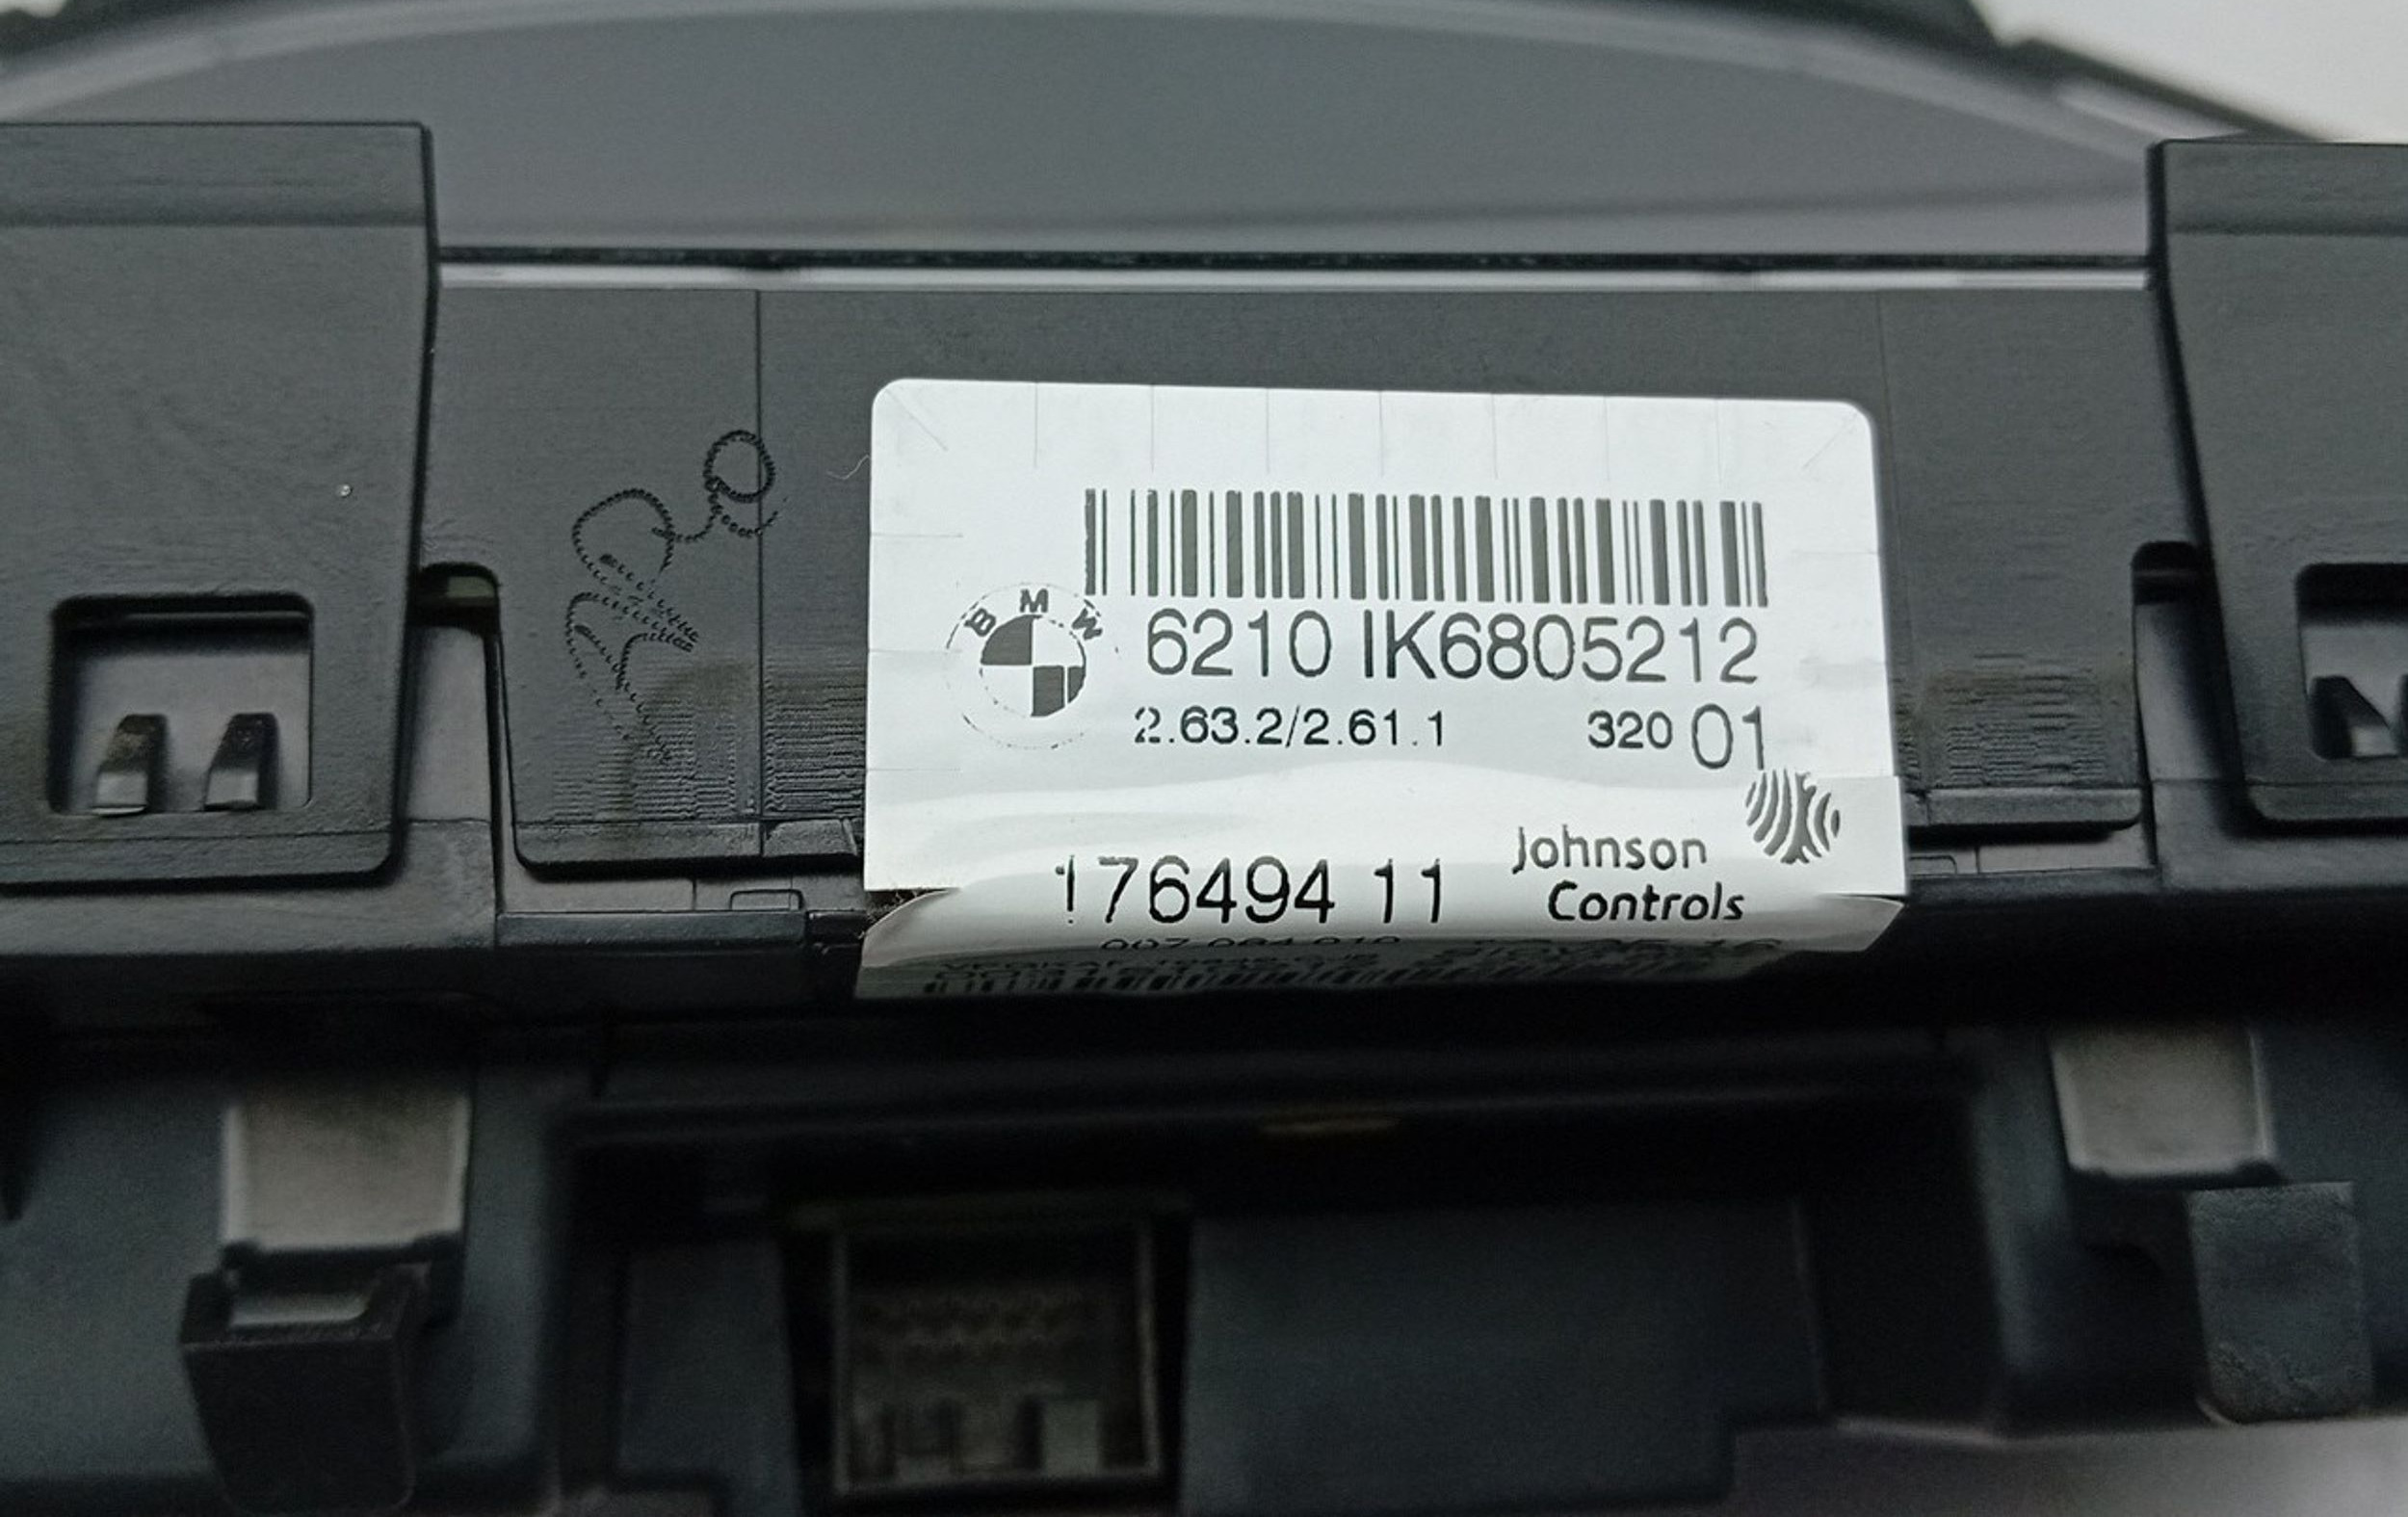 BMW
6210 IK6805212
2.63.2/2.61.1 320 01
Johnson
Controls
176494 11